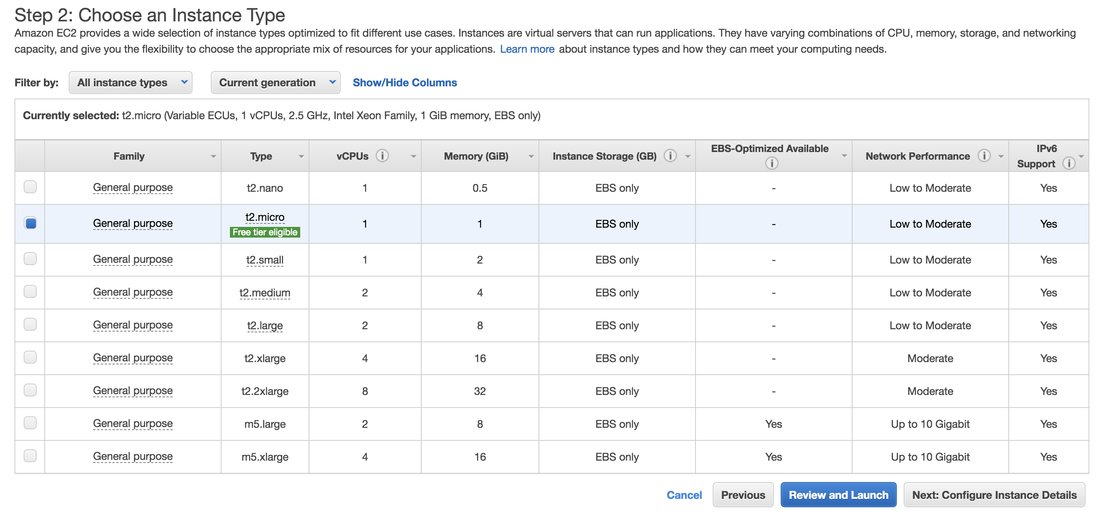 Step 2: Choose an Instance Type
Amazon EC2 provides a wide selection of instance types optimized to fit different use cases. Instances are virtual servers that can run applications. They have varying combinations of CPU, memory, storage, and networking
capacity, and give you the flexibility to choose the appropriate mix of resources for your applications. Learn more about instance types and how they can meet your computing needs.
Filter by: All instance types Current generation Show/Hide Columns
Currently selected: t2.micro (Variable ECUs, 1 vCPUs, 2.5 GHz, Intel Xeon Family, 1 GiB memory, EBS only)
Family Type vCPUs i Memory (GiB) Instance Storage (GB) i EBS-Optimized Available i Network Performance i IPv6 Support i
General purpose t2.nano 1 0.5 EBS only - Low to Moderate Yes
General purpose t2.micro Free tier eligible 1 1 EBS only - Low to Moderate Yes
General purpose t2.small 1 2 EBS only - Low to Moderate Yes
General purpose t2.medium 2 4 EBS only - Low to Moderate Yes
General purpose t2.large 2 8 EBS only - Low to Moderate Yes
General purpose t2.xlarge 4 16 EBS only - Moderate Yes
General purpose t2.2xlarge 8 32 EBS only - Moderate Yes
General purpose m5.large 2 8 EBS only Yes Up to 10 Gigabit Yes
General purpose m5.xlarge 4 16 EBS only Yes Up to 10 Gigabit Yes
Cancel Previous Review and Launch Next: Configure Instance Details